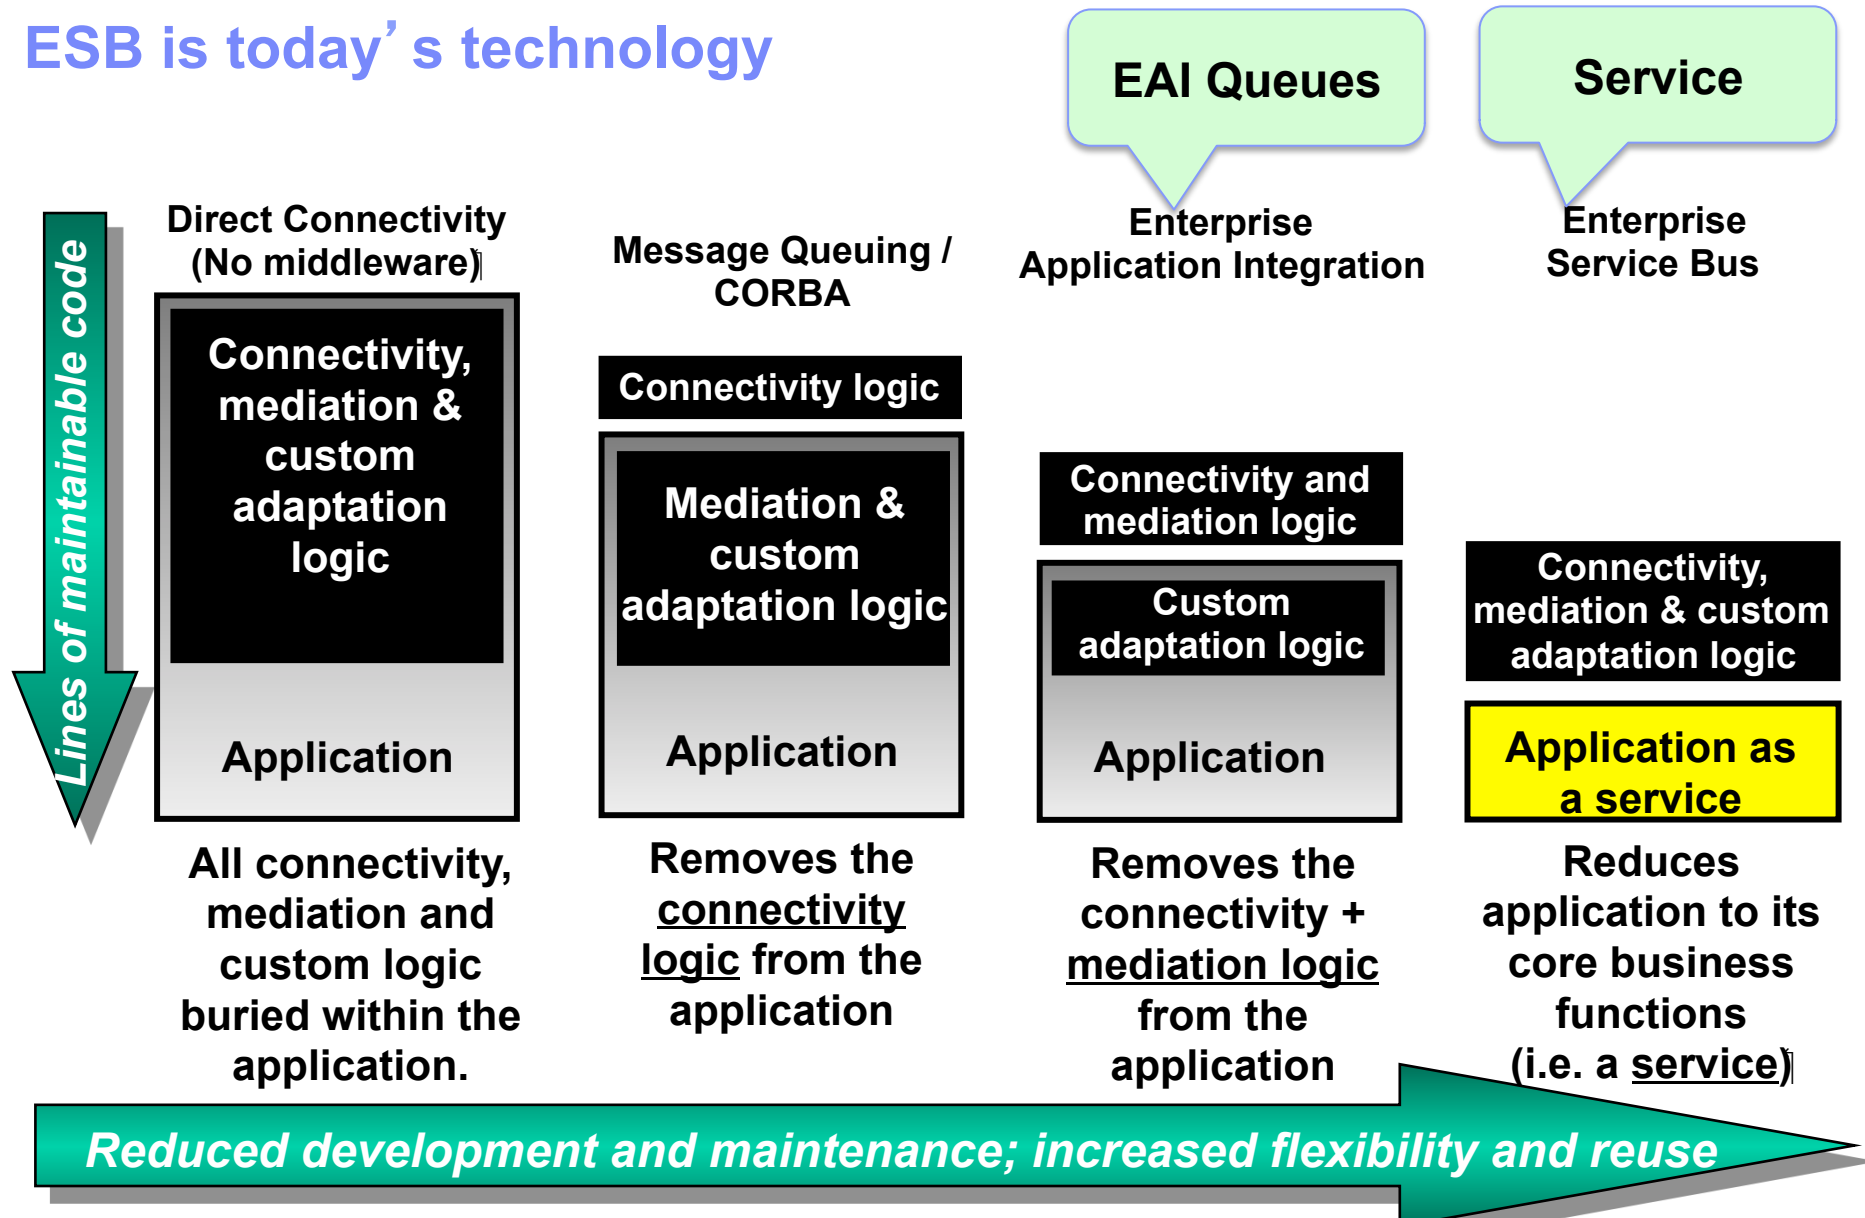 ESB is today’s technology
EAI Queues
Service
Direct Connectivity
(No middleware)
Message Queuing /
CORBA
Enterprise
Application Integration
Enterprise
Service Bus
Lines of maintainable code
Connectivity,
mediation &
custom
adaptation
logic
Application
Connectivity logic
Mediation &
custom
adaptation logic
Application
Connectivity and
mediation logic
Custom
adaptation logic
Application
Connectivity,
mediation & custom
adaptation logic
Application as
a service
All connectivity,
mediation and
custom logic
buried within the
application.
Removes the
connectivity
logic from the
application
Removes the
connectivity +
mediation logic
from the
application
Reduces
application to its
core business
functions
(i.e. a service)
Reduced development and maintenance; increased flexibility and reuse